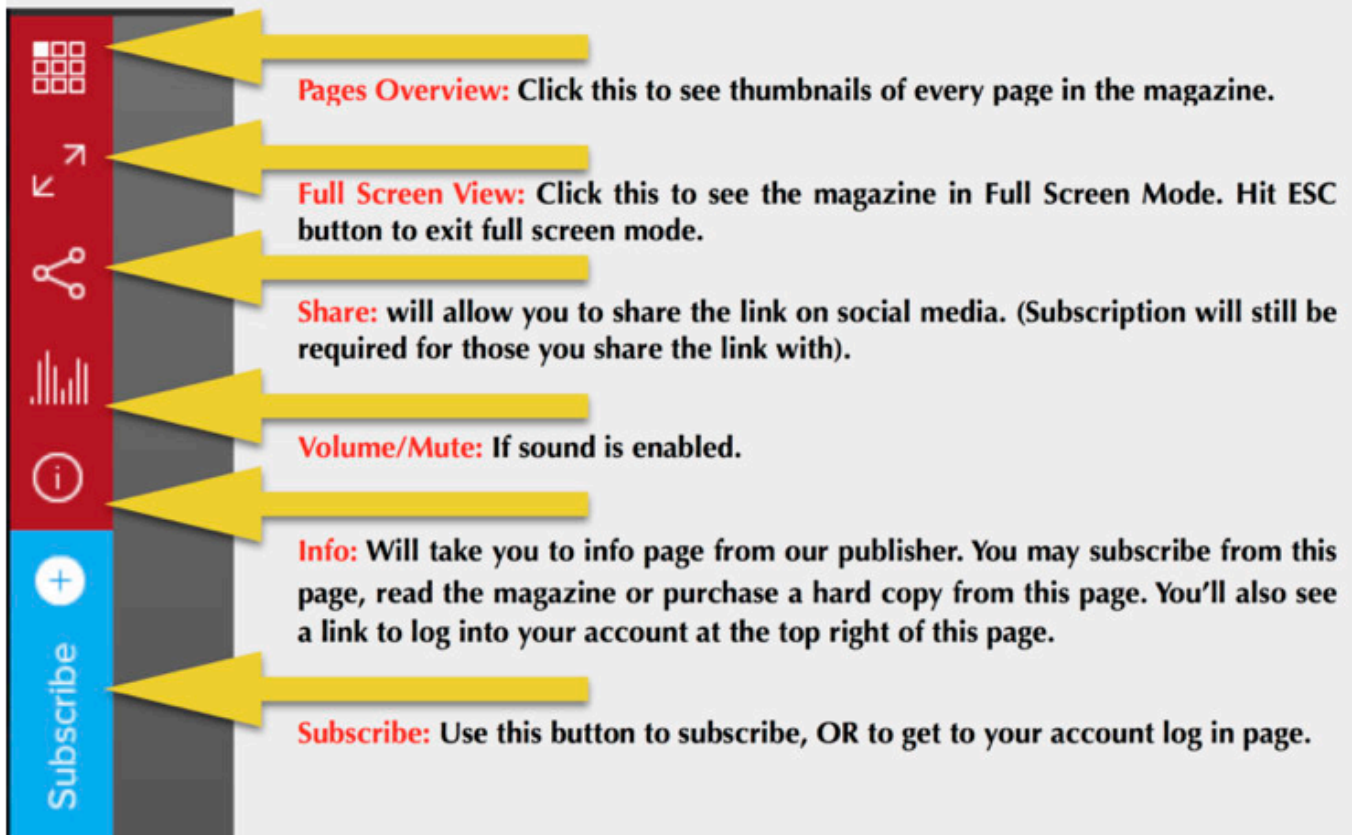 Pages Overview: Click this to see thumbnails of every page in the magazine.
Full Screen View: Click this to see the magazine in Full Screen Mode. Hit ESC
button to exit full screen mode.
Share: will allow you to share the link on social media. (Subscription will still be
required for those you share the link with).
Volume/Mute: If sound is enabled.
Info: Will take you to info page from our publisher. You may subscribe from this
page, read the magazine or purchase a hard copy from this page. You'll also see
a link to log into your account at the top right of this page.
Subscribe: Use this button to subscribe, OR to get to your account log in page.
Subscribe